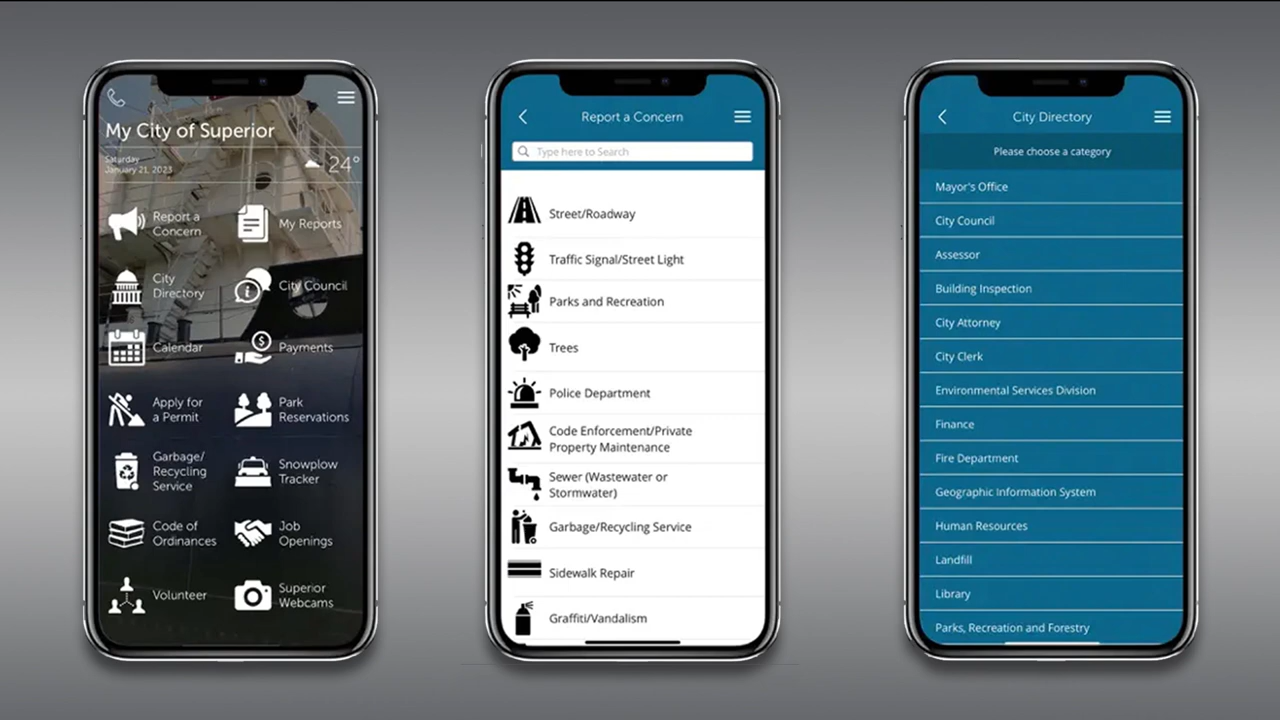 My City of Superior
Saturday
January 21, 2023
24°
Report a
Concern
My Reports
City
Directory
City Council
Calendar
Payments
Apply for
a Permit
Park
Reservations
Garbage/
Recycling
Service
Snowplow
Tracker
Code of
Ordinances
Job
Openings
Volunteer
Superior
Webcams
Report a Concern
Type here to Search
Street/Roadway
Traffic Signal/Street Light
Parks and Recreation
Trees
Police Department
Code Enforcement/Private
Property Maintenance
Sewer (Wastewater or
Stormwater)
Garbage/Recycling Service
Sidewalk Repair
Graffiti/Vandalism
City Directory
Please choose a category
Mayor's Office
City Council
Assessor
Building Inspection
City Attorney
City Clerk
Environmental Services Division
Finance
Fire Department
Geographic Information System
Human Resources
Landfill
Library
Parks, Recreation and Forestry